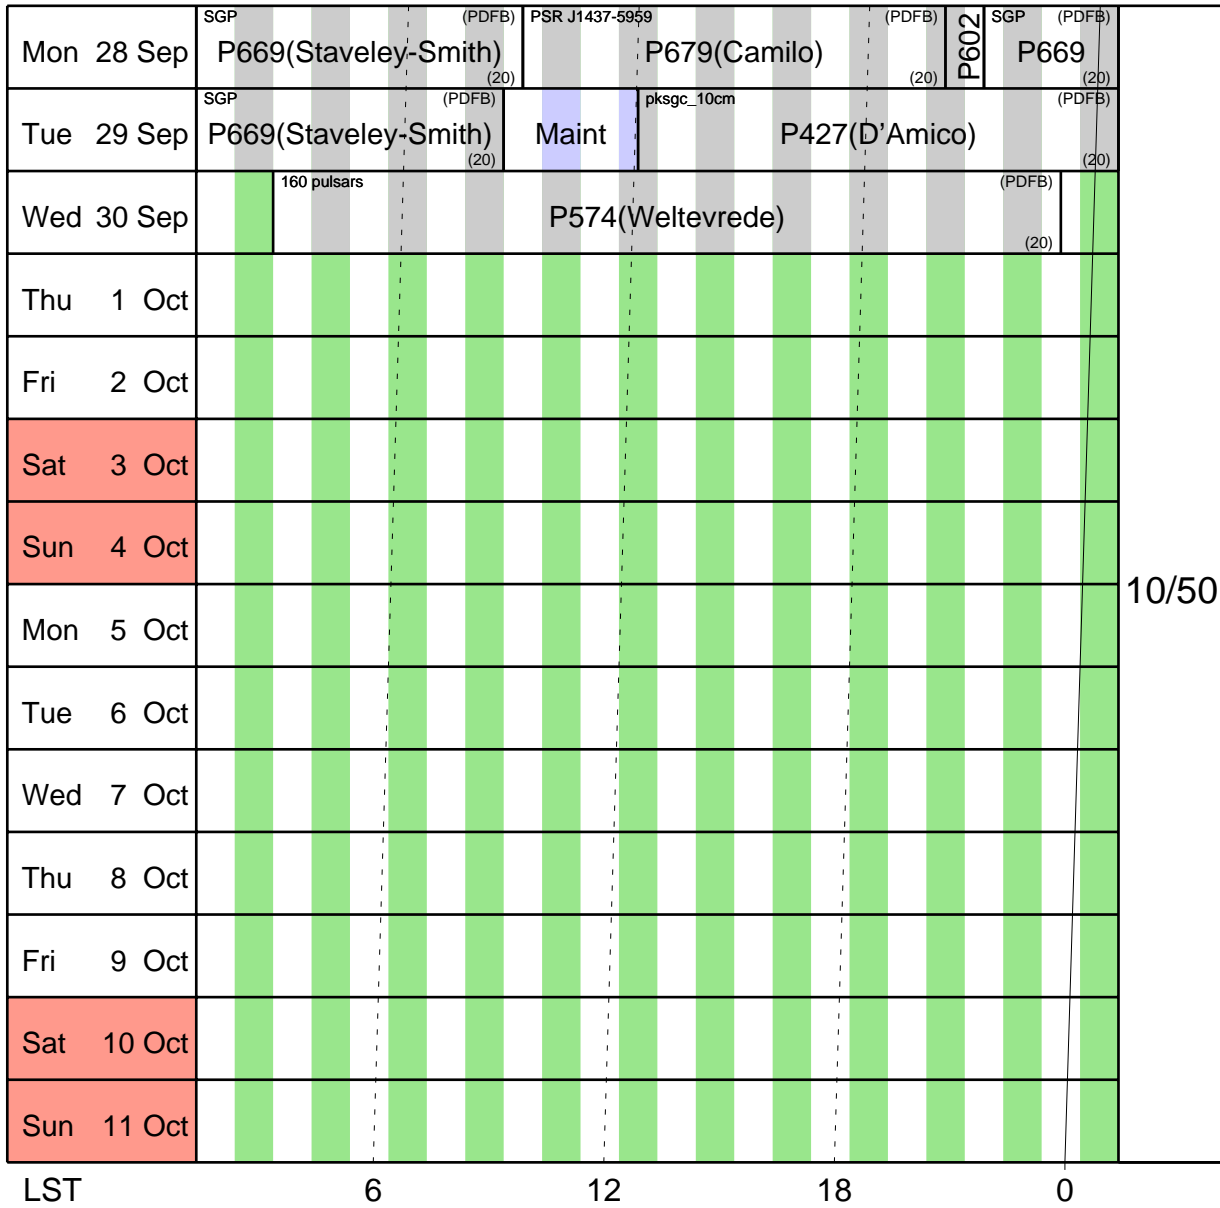 Mon 28 Sep
SGP (PDFB) PSR J1437-5959 (PDFB) SGP (PDFB)
P669(Staveley-Smith) P679(Camilo) P602 P669
(20) (20) (20)
Tue 29 Sep
SGP (PDFB) pksgc_10cm (PDFB)
P669(Staveley-Smith) Maint P427(D'Amico)
(20) (20)
Wed 30 Sep
160 pulsars (PDFB)
P574(Weltevrede)
(20)
Thu 1 Oct
Fri 2 Oct
Sat 3 Oct
Sun 4 Oct
10/50
Mon 5 Oct
Tue 6 Oct
Wed 7 Oct
Thu 8 Oct
Fri 9 Oct
Sat 10 Oct
Sun 11 Oct
LST 6 12 18 0